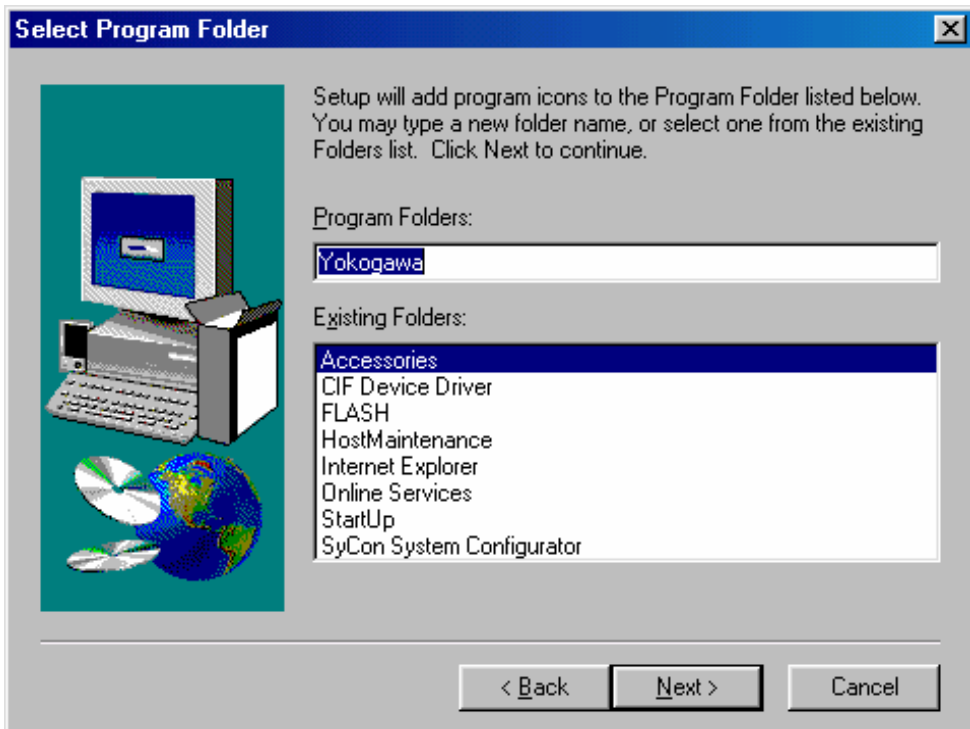 Select Program Folder
Setup will add program icons to the Program Folder listed below.
You may type a new folder name, or select one from the existing
Folders list.  Click Next to continue.
Program Folders:
Yokogawa
Existing Folders:
Accessories
CIF Device Driver
FLASH
HostMaintenance
Internet Explorer
Online Services
StartUp
SyCon System Configurator
< Back
Next >
Cancel